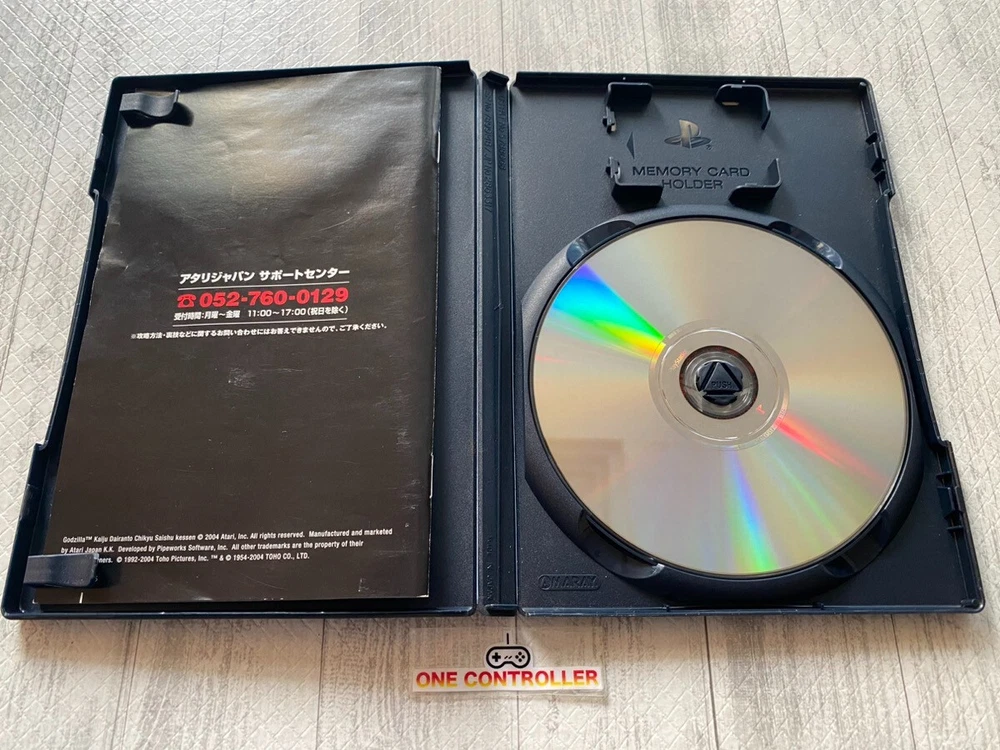 アタリジャパン サポートセンター
☎052-760-0129
受付時間:月曜～金曜 11:00～17:00(祝日を除く)
※攻略方法・裏技などに関するお問い合わせにはお答えできませんので、ご了承ください。
Godzilla™ Kaiju Dairanto Chikyu Saishu kessen © 2004 Atari, Inc. All rights reserved. Manufactured and marketed
by Atari Japan K.K. Developed by Pipeworks Software, Inc. All other trademarks are the property of their
© 1992-2004 Toho Pictures, Inc. ™ & © 1954-2004 TOHO CO., LTD.
MEMORY CARD
HOLDER
PUSH
AMARAY
ONE CONTROLLER